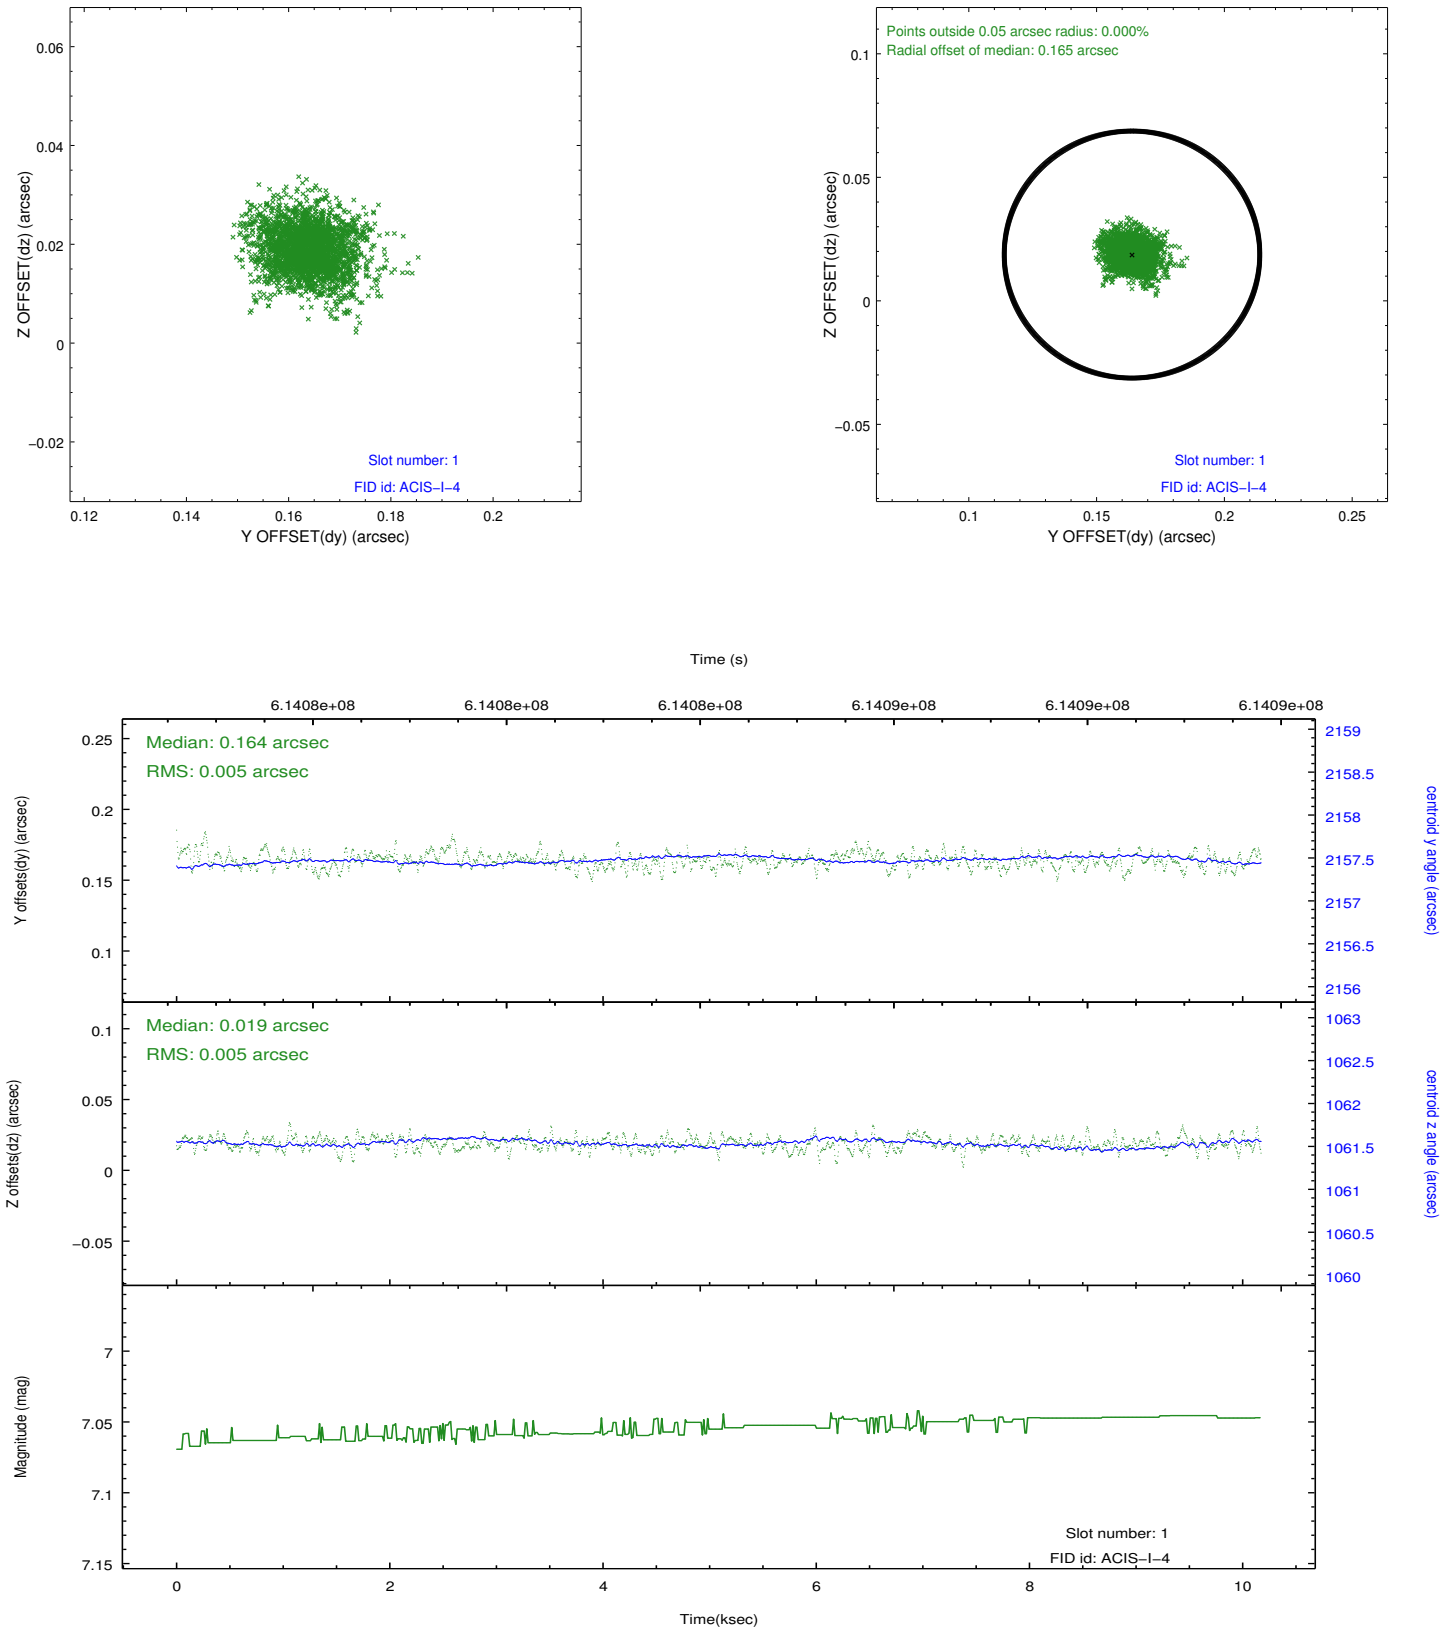 0.06
0.04
0.02
0
−0.02
0.12
0.14
0.16
0.18
0.2
Z OFFSET(dz) (arcsec)
Y OFFSET(dy) (arcsec)
Slot number: 1
FID id: ACIS−I−4
Points outside 0.05 arcsec radius: 0.000%
Radial offset of median: 0.165 arcsec
0.1
0.05
0
−0.05
0.1
0.15
0.2
0.25
Z OFFSET(dz) (arcsec)
Y OFFSET(dy) (arcsec)
Slot number: 1
FID id: ACIS−I−4
Time (s)
6.1408e+08
6.1408e+08
6.1408e+08
6.1409e+08
6.1409e+08
6.1409e+08
Median: 0.164 arcsec
RMS: 0.005 arcsec
0.25
0.2
0.15
0.1
Y offsets(dy) (arcsec)
2159
2158.5
2158
2157.5
2157
2156.5
2156
centroid y angle (arcsec)
Median: 0.019 arcsec
RMS: 0.005 arcsec
0.1
0.05
0
−0.05
Z offsets(dz) (arcsec)
1063
1062.5
1062
1061.5
1061
1060.5
1060
centroid z angle (arcsec)
7
7.05
7.1
7.15
Magnitude (mag)
Slot number: 1
FID id: ACIS−I−4
0
2
4
6
8
10
Time(ksec)